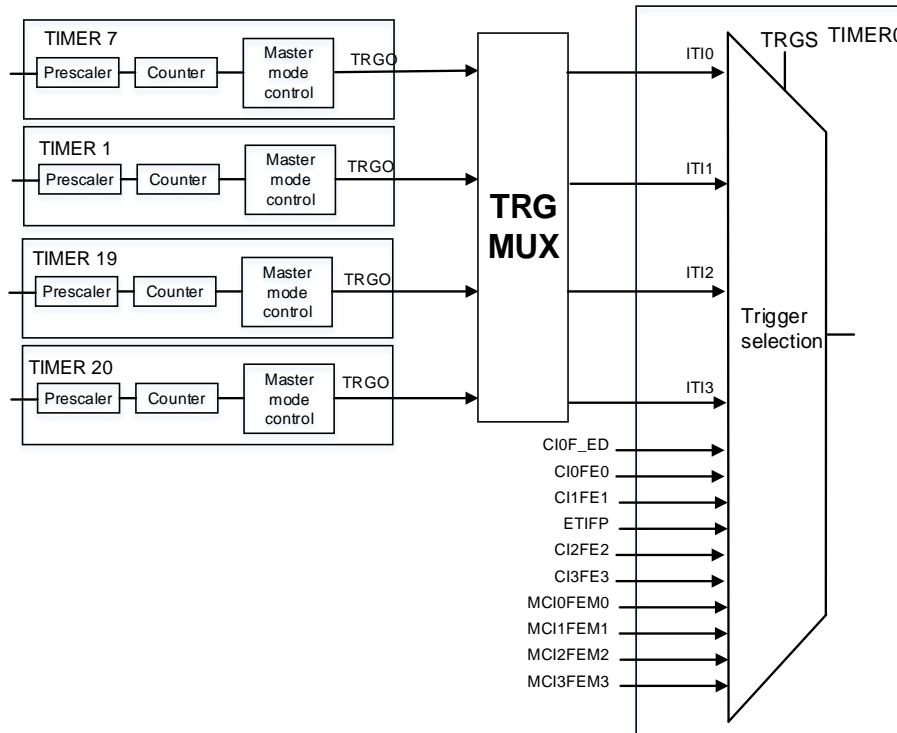 TIMER 7
Prescaler
Counter
Master
mode
control
TRGO
TIMER 1
Prescaler
Counter
Master
mode
control
TRGO
TIMER 19
Prescaler
Counter
Master
mode
control
TRGO
TIMER 20
Prescaler
Counter
Master
mode
control
TRGO
TRG
MUX
TIMER0
TRGS
ITI0
ITI1
ITI2
ITI3
CI0F_ED
CI0FE0
CI1FE1
ETIFP
CI2FE2
CI3FE3
MCI0FEM0
MCI1FEM1
MCI2FEM2
MCI3FEM3
Trigger
selection